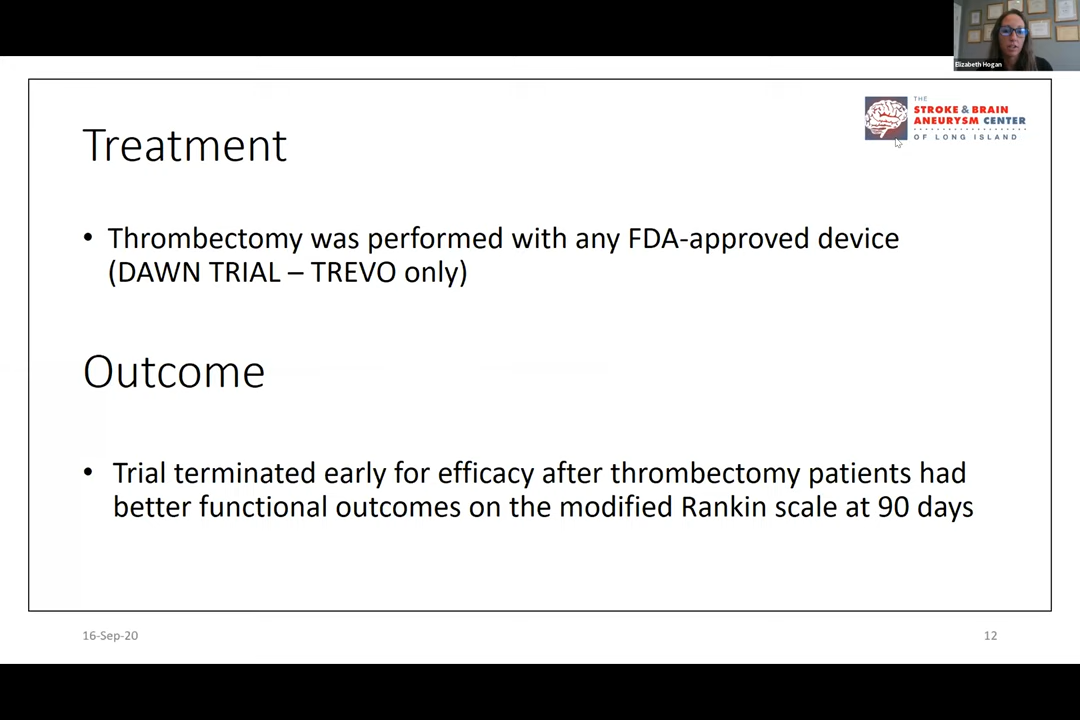 Elizabeth Hogan
THE
STROKE & BRAIN
ANEURYSM CENTER
OF LONG ISLAND
Treatment
• Thrombectomy was performed with any FDA-approved device
(DAWN TRIAL – TREVO only)
Outcome
• Trial terminated early for efficacy after thrombectomy patients had
better functional outcomes on the modified Rankin scale at 90 days
16-Sep-20
12